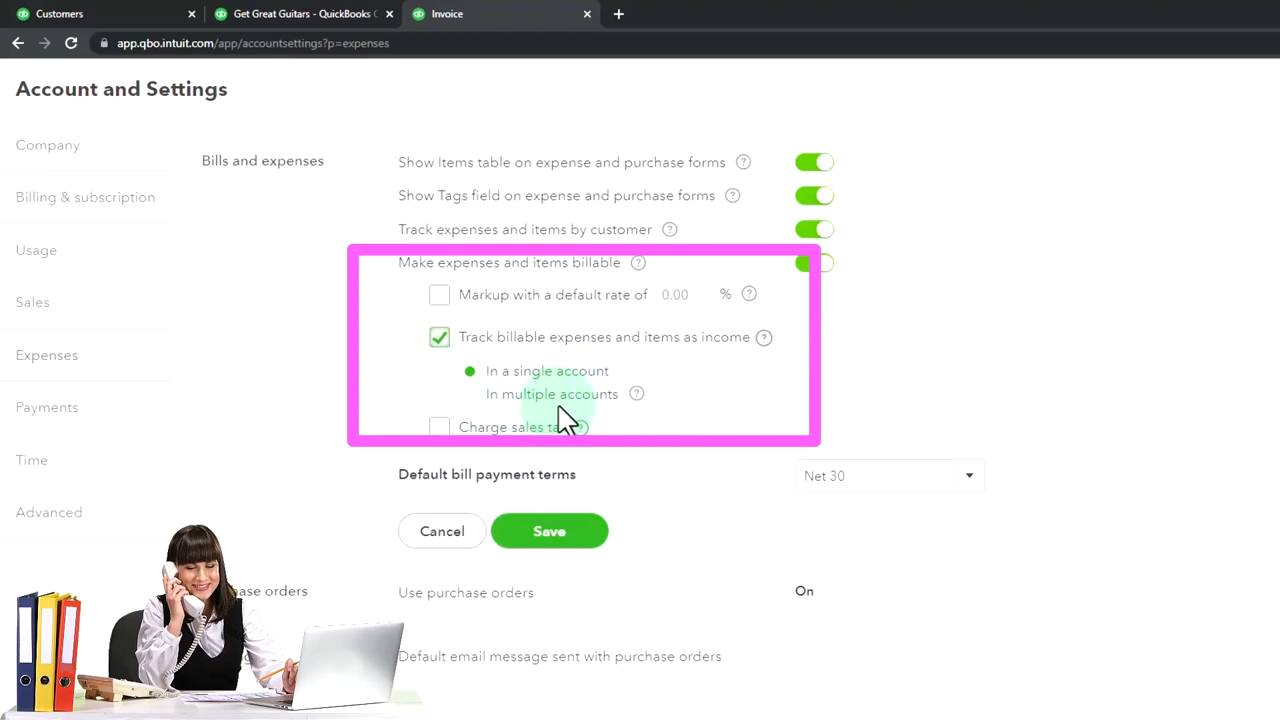 Customers
Get Great Guitars - QuickBooks C
Invoice
app.qbo.intuit.com/app/accountsettings?p=expenses
Account and Settings
Company
Billing & subscription
Usage
Sales
Expenses
Payments
Time
Advanced
Bills and expenses
Show Items table on expense and purchase forms ?
Show Tags field on expense and purchase forms ?
Track expenses and items by customer ?
Make expenses and items billable ?
Markup with a default rate of 0.00 % ?
Track billable expenses and items as income ?
In a single account
In multiple accounts ?
Charge sales ta ?
Default bill payment terms
Net 30
Cancel
Save
hase orders
Use purchase orders
On
Default email message sent with purchase orders